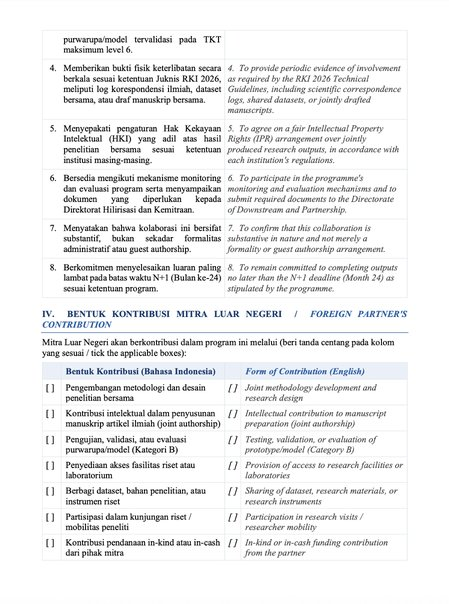 purwarupa/model tervalidasi pada TKT
maksimum level 6.
4. Memberikan bukti fisik keterlibatan secara
berkala sesuai ketentuan Juknis RKI 2026,
meliputi log korespondensi ilmiah, dataset
bersama, atau draf manuskrip bersama.
4. To provide periodic evidence of involvement
as required by the RKI 2026 Technical
Guidelines, including scientific correspondence
logs, shared datasets, or jointly drafted
manuscripts.
5. Menyepakati pengaturan Hak Kekayaan
Intelektual (HKI) yang adil atas hasil
penelitian bersama sesuai ketentuan
institusi masing-masing.
5. To agree on a fair Intellectual Property
Rights (IPR) arrangement over jointly
produced research outputs, in accordance with
each institution's regulations.
6. Bersedia mengikuti mekanisme monitoring
dan evaluasi program serta menyampaikan
dokumen yang diperlukan kepada
Direktorat Hilirisasi dan Kemitraan.
6. To participate in the programme's
monitoring and evaluation mechanisms and to
submit required documents to the Directorate
of Downstream and Partnership.
7. Menyatakan bahwa kolaborasi ini bersifat
substantif, bukan sekadar formalitas
administratif atau guest authorship.
7. To confirm that this collaboration is
substantive in nature and not merely a
formality or guest authorship arrangement.
8. Berkomitmen menyelesaikan luaran paling
lambat pada batas waktu N+1 (Bulan ke-24)
sesuai ketentuan program.
8. To remain committed to completing outputs
no later than the N+1 deadline (Month 24) as
stipulated by the programme.
IV. BENTUK KONTRIBUSI MITRA LUAR NEGERI / FOREIGN PARTNER'S
CONTRIBUTION
Mitra Luar Negeri akan berkontribusi dalam program ini melalui (beri tanda centang pada kolom
yang sesuai / tick the applicable boxes):
Bentuk Kontribusi (Bahasa Indonesia)
Form of Contribution (English)
[ ] Pengembangan metodologi dan desain
penelitian bersama
[ ] Joint methodology development and
research design
[ ] Kontribusi intelektual dalam penyusunan
manuskrip artikel ilmiah (joint authorship)
[ ] Intellectual contribution to manuscript
preparation (joint authorship)
[ ] Pengujian, validasi, atau evaluasi
purwarupa/model (Kategori B)
[ ] Testing, validation, or evaluation of
prototype/model (Category B)
[ ] Penyediaan akses fasilitas riset atau
laboratorium
[ ] Provision of access to research facilities or
laboratories
[ ] Berbagi dataset, bahan penelitian, atau
instrumen riset
[ ] Sharing of dataset, research materials, or
research instruments
[ ] Partisipasi dalam kunjungan riset /
mobilitas peneliti
[ ] Participation in research visits /
researcher mobility
[ ] Kontribusi pendanaan in-kind atau in-cash
dari pihak mitra
[ ] In-kind or in-cash funding contribution
from the partner